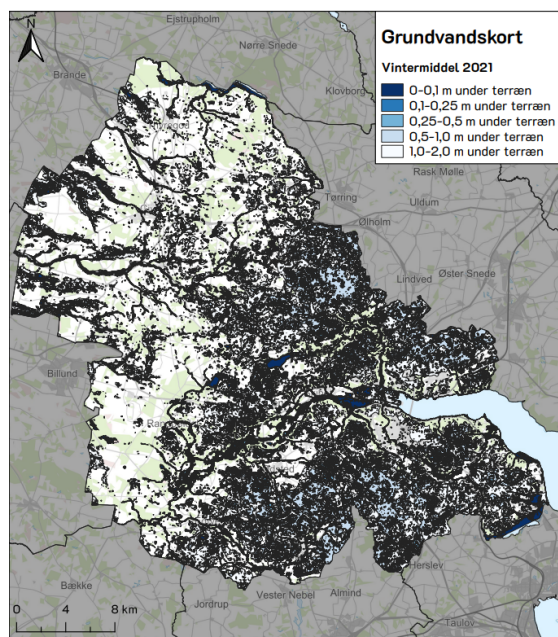 Grundvandskort
Vintermiddel 2021
0-0,1 m under terræn
0,1-0,25 m under terræn
0,25-0,5 m under terræn
0,5-1,0 m under terræn
1,0-2,0 m under terræn
N
Ejstrupholm
Nørre Snede
Brande
Klovborg
Rask Mølle
Tørring
Uldum
Ølholm
Lindved
Øster Snede
Billund
Bække
Jordrup
Vester Nebel
Almind
Herslev
Taulov
0 4 8 km